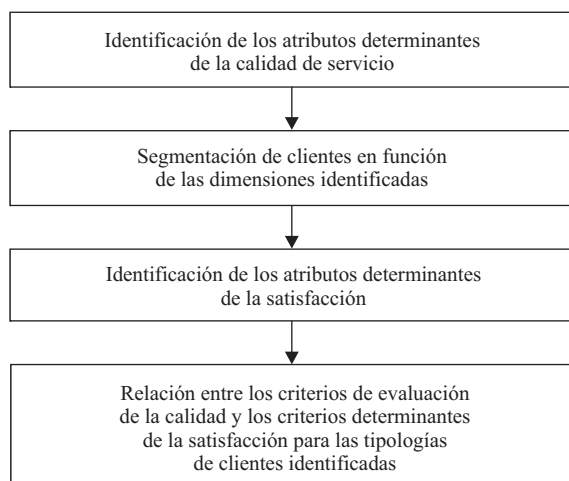 Identificación de los atributos determinantes
de la calidad de servicio
Segmentación de clientes en función
de las dimensiones identificadas
Identificación de los atributos determinantes
de la satisfacción
Relación entre los criterios de evaluación
de la calidad y los criterios determinantes
de la satisfacción para las tipologías
de clientes identificadas